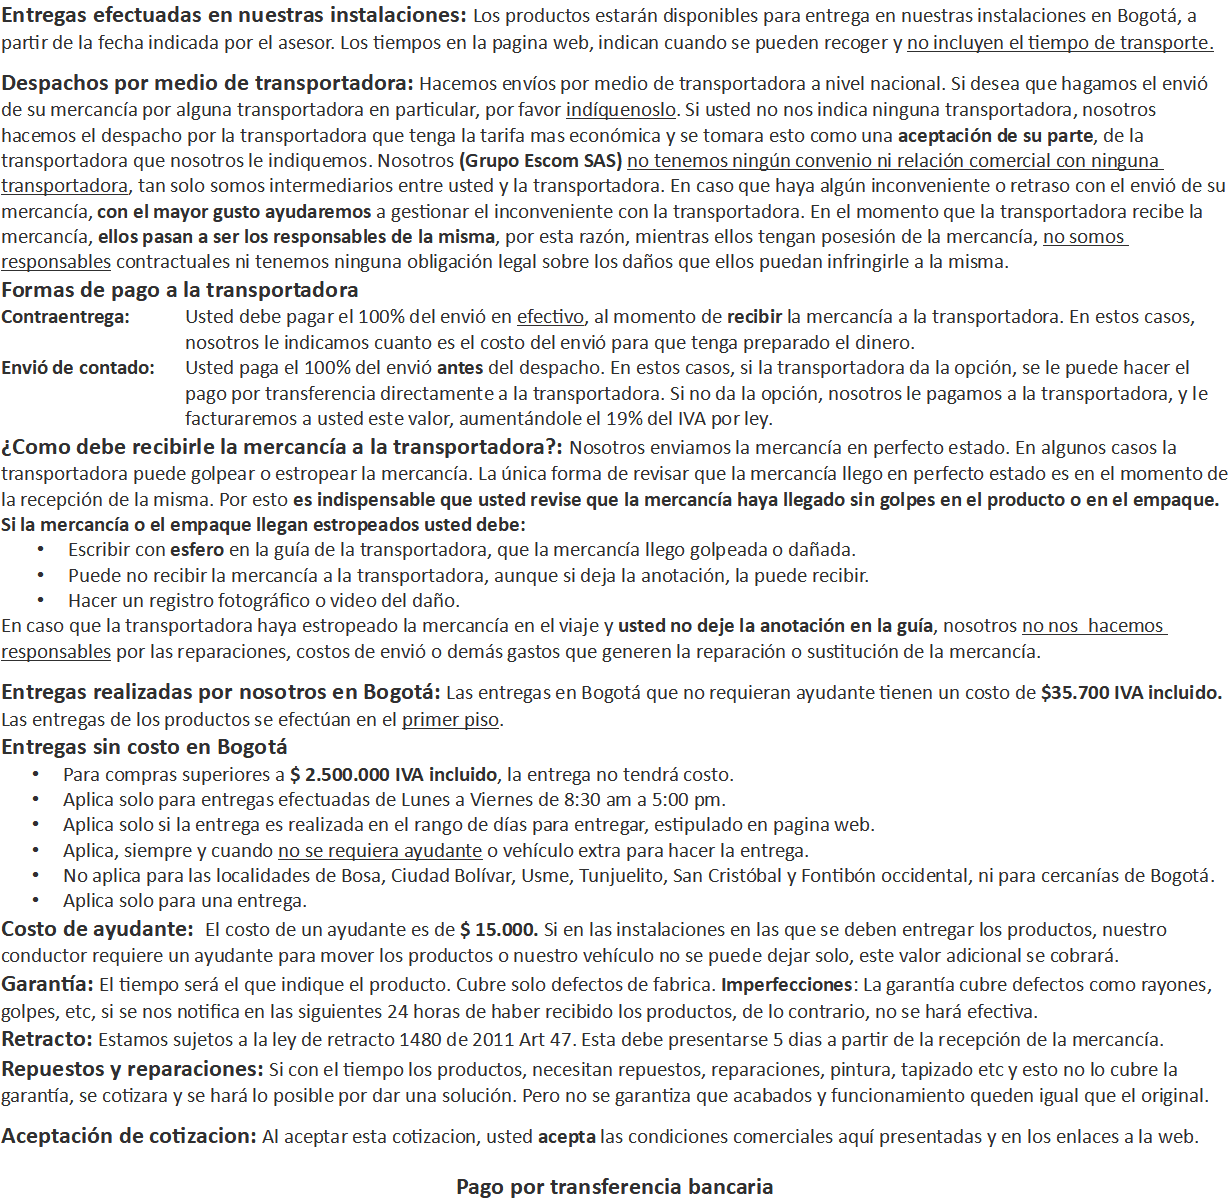 Entregas efectuadas en nuestras instalaciones: Los productos estarán disponibles para entrega en nuestras instalaciones en Bogotá, a
partir de la fecha indicada por el asesor. Los tiempos en la pagina web, indican cuando se pueden recoger y no incluyen el tiempo de transporte.
Despachos por medio de transportadora: Hacemos envíos por medio de transportadora a nivel nacional. Si desea que hagamos el envió
de su mercancía por alguna transportadora en particular, por favor indíquenoslo. Si usted no nos indica ninguna transportadora, nosotros
hacemos el despacho por la transportadora que tenga la tarifa mas económica y se tomara esto como una aceptación de su parte, de la
transportadora que nosotros le indiquemos. Nosotros (Grupo Escom SAS) no tenemos ningún convenio ni relación comercial con ninguna
transportadora, tan solo somos intermediarios entre usted y la transportadora. En caso que haya algún inconveniente o retraso con el envió de su
mercancía, con el mayor gusto ayudaremos a gestionar el inconveniente con la transportadora. En el momento que la transportadora recibe la
mercancía, ellos pasan a ser los responsables de la misma, por esta razón, mientras ellos tengan posesión de la mercancía, no somos
responsables contractuales ni tenemos ninguna obligación legal sobre los daños que ellos puedan infringirle a la misma.
Formas de pago a la transportadora
Contraentrega: Usted debe pagar el 100% del envió en efectivo, al momento de recibir la mercancía a la transportadora. En estos casos,
nosotros le indicamos cuanto es el costo del envió para que tenga preparado el dinero.
Envió de contado: Usted paga el 100% del envió antes del despacho. En estos casos, si la transportadora da la opción, se le puede hacer el
pago por transferencia directamente a la transportadora. Si no da la opción, nosotros le pagamos a la transportadora, y le
facturaremos a usted este valor, aumentándole el 19% del IVA por ley.
¿Como debe recibirle la mercancía a la transportadora?: Nosotros enviamos la mercancía en perfecto estado. En algunos casos la
transportadora puede golpear o estropear la mercancía. La única forma de revisar que la mercancía llego en perfecto estado es en el momento de
la recepción de la misma. Por esto es indispensable que usted revise que la mercancía haya llegado sin golpes en el producto o en el empaque.
Si la mercancía o el empaque llegan estropeados usted debe:
• Escribir con esfero en la guía de la transportadora, que la mercancía llego golpeada o dañada.
• Puede no recibir la mercancía a la transportadora, aunque si deja la anotación, la puede recibir.
• Hacer un registro fotográfico o video del daño.
En caso que la transportadora haya estropeado la mercancía en el viaje y usted no deje la anotación en la guía, nosotros no nos hacemos
responsables por las reparaciones, costos de envió o demás gastos que generen la reparación o sustitución de la mercancía.
Entregas realizadas por nosotros en Bogotá: Las entregas en Bogotá que no requieran ayudante tienen un costo de $35.700 IVA incluido.
Las entregas de los productos se efectúan en el primer piso.
Entregas sin costo en Bogotá
• Para compras superiores a $ 2.500.000 IVA incluido, la entrega no tendrá costo.
• Aplica solo para entregas efectuadas de Lunes a Viernes de 8:30 am a 5:00 pm.
• Aplica solo si la entrega es realizada en el rango de días para entregar, estipulado en pagina web.
• Aplica, siempre y cuando no se requiera ayudante o vehículo extra para hacer la entrega.
• No aplica para las localidades de Bosa, Ciudad Bolívar, Usme, Tunjuelito, San Cristóbal y Fontibón occidental, ni para cercanías de Bogotá.
• Aplica solo para una entrega.
Costo de ayudante: El costo de un ayudante es de $ 15.000. Si en las instalaciones en las que se deben entregar los productos, nuestro
conductor requiere un ayudante para mover los productos o nuestro vehículo no se puede dejar solo, este valor adicional se cobrará.
Garantía: El tiempo será el que indique el producto. Cubre solo defectos de fabrica. Imperfecciones: La garantía cubre defectos como rayones,
golpes, etc, si se nos notifica en las siguientes 24 horas de haber recibido los productos, de lo contrario, no se hará efectiva.
Retracto: Estamos sujetos a la ley de retracto 1480 de 2011 Art 47. Esta debe presentarse 5 dias a partir de la recepción de la mercancía.
Repuestos y reparaciones: Si con el tiempo los productos, necesitan repuestos, reparaciones, pintura, tapizado etc y esto no lo cubre la
garantía, se cotizara y se hará lo posible por dar una solución. Pero no se garantiza que acabados y funcionamiento queden igual que el original.
Aceptación de cotizacion: Al aceptar esta cotizacion, usted acepta las condiciones comerciales aquí presentadas y en los enlaces a la web.
Pago por transferencia bancaria